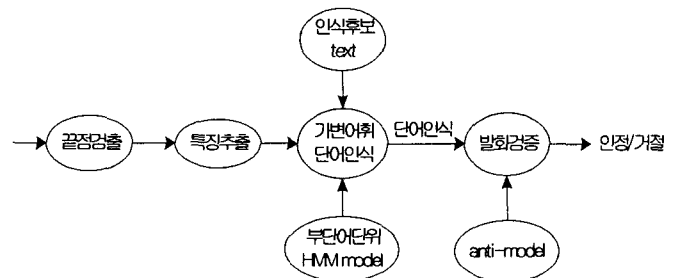 인식후보
text
끝점검출
특징추출
가변어휘
단어인식
단어인식
발화검증
인정/거절
부단어단위
HMM model
anti-model